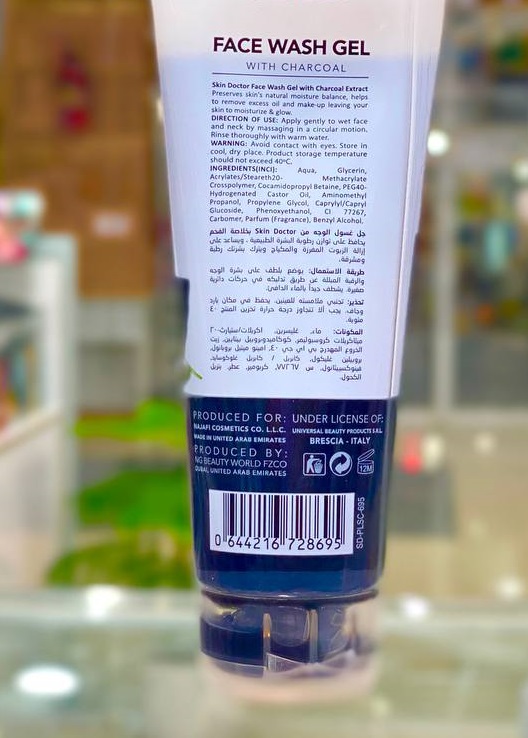 FACE WASH GEL
WITH CHARCOAL
Skin Doctor Face Wash Gel with Charcoal Extract
Preserves skin's natural moisture balance, helps
to remove excess oil and make-up leaving your
skin to moisturize & glow.
DIRECTION OF USE: Apply gently to wet face
and neck by massaging in a circular motion.
Rinse thoroughly with warm water.
WARNING: Avoid contact with eyes. Store in
cool, dry place. Product storage temperature
should not exceed 40ºC.
INGREDIENTS(INCI): Aqua, Glycerin,
Acrylates/Steareth20- Methacrylate
Crosspolymer, Cocamidopropyl Betaine, PEG40-
Hydrogenated Castor Oil, Aminomethyl
Propanol, Propylene Glycol, Caprylyl/Capryl
Glucoside, Phenoxyethanol, CI 77267,
Carbomer, Parfum (Fragrance), Benzyl Alcohol.
جل غسول الوجه من Skin Doctor بخلاصة الفحم
يحافظ على توازن رطوبة البشرة الطبيعية ، ويساعد على
إزالة الزيوت المفرزة والمكياج ويترك بشرتك رطبة
ومشرقة.
طريقة الاستعمال: يوضع بلطف على بشرة الوجه
والرقبة المبللة عن طريق تدليكه في حركات دائرية
صغيرة. يشطف جيداً بالماء الدافئ.
تحذير: تجنبي ملامسته للعينين. يحفظ في مكان بارد
وجاف. يجب ألا تتجاوز درجة حرارة تخزين المنتج ٤٠
مئوية.
المكونات: ماء، غليسرين، اكريلات/ستيارث-٢٠
ميثاكريلات كروسبوليمر، كوكاميدوبروبيل بيتايين، زيت
الخروع المهدرج بي اي جي ٤٠، امينو ميثيل بروبانول،
بروبيلين غليكول، كابريل / كابريل غلوكوسايد،
فينوكسيايثانول، س ٧٧٢٦٧، كربومير، عطر، بنزيل
الكحول.
PRODUCED FOR:
NAJAFI COSMETICS CO. L.L.C.
MADE IN UNITED ARAB EMIRATES
PRODUCED BY:
NG BEAUTY WORLD FZCO
DUBAI, UNITED ARAB EMIRATES
UNDER LICENSE OF:
UNIVERSAL BEAUTY PRODUCTS S.R.L.
BRESCIA - ITALY
12M
0 644216 728695
SD-PLSC-695